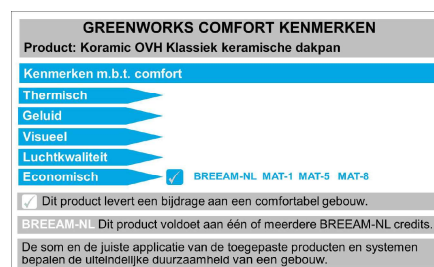 GREENWORKS COMFORT KENMERKEN
Product: Koramic OVH Klassiek keramische dakpan
Kenmerken m.b.t. comfort
Thermisch
Geluid
Visueel
Luchtkwaliteit
Economisch BREEAM-NL MAT-1 MAT-5 MAT-8
Dit product levert een bijdrage aan een comfortabel gebouw.
BREEAM-NL Dit product voldoet aan één of meerdere BREEAM-NL credits.
De som en de juiste applicatie van de toegepaste producten en systemen
bepalen de uiteindelijke duurzaamheid van een gebouw.